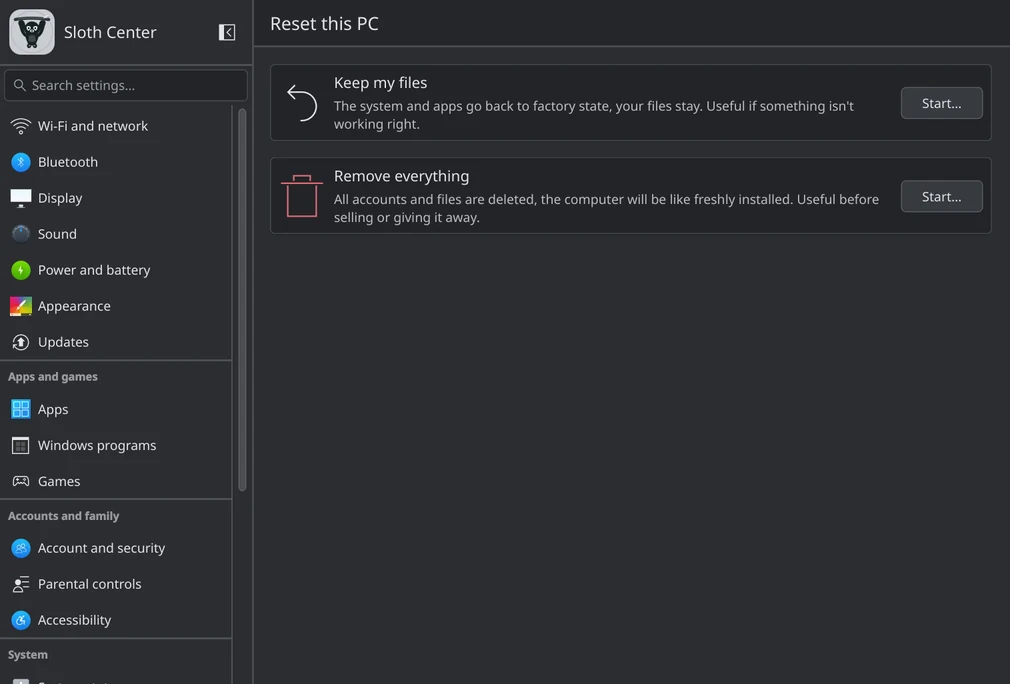 Sloth Center
Search settings...
Wi-Fi and network
Bluetooth
Display
Sound
Power and battery
Appearance
Updates
Apps and games
Apps
Windows programs
Games
Accounts and family
Account and security
Parental controls
Accessibility
System
Reset this PC
Keep my files
The system and apps go back to factory state, your files stay. Useful if something isn't
working right.
Start...
Remove everything
All accounts and files are deleted, the computer will be like freshly installed. Useful before
selling or giving it away.
Start...